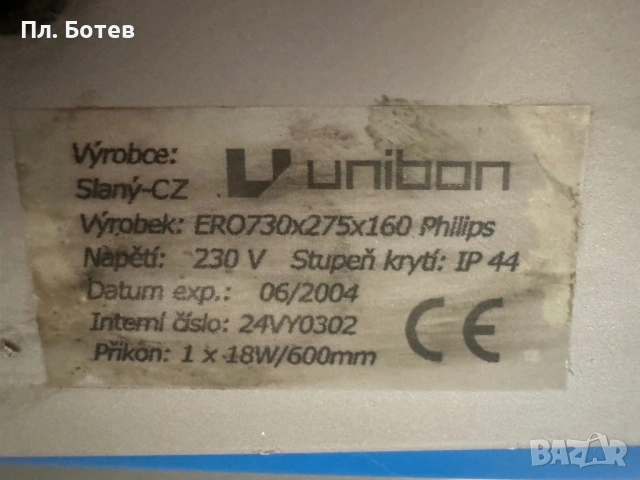 Пл. Ботев
Výrobce:
Slaný-CZ
unibon
Výrobek: ERO730x275x160 Philips
Napětí: 230 V Stupeň krytí: IP 44
Datum exp.: 06/2004
Interní číslo: 24VY0302
Příkon: 1 x 18W/600mm
CE
BAZAR